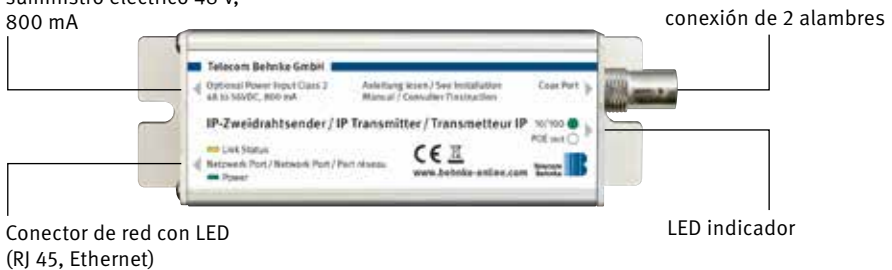 suministro eléctrico 48 V,
800 mA
conexión de 2 alambres
Telecom Behnke GmbH
Optional Power Input Class 2
48 to 56VDC, 800 mA
Anleitung lesen / See Installation
Manual / Consulter l'instruction
Coax Port
IP-Zweidrahtsender / IP Transmitter / Transmetteur IP
10/100
POE out
Link Status
Netzwerk Port / Network Port / Port réseau
Power
CE
www.behnke-online.com
Telecom
Behnke
Conector de red con LED
(RJ 45, Ethernet)
LED indicador